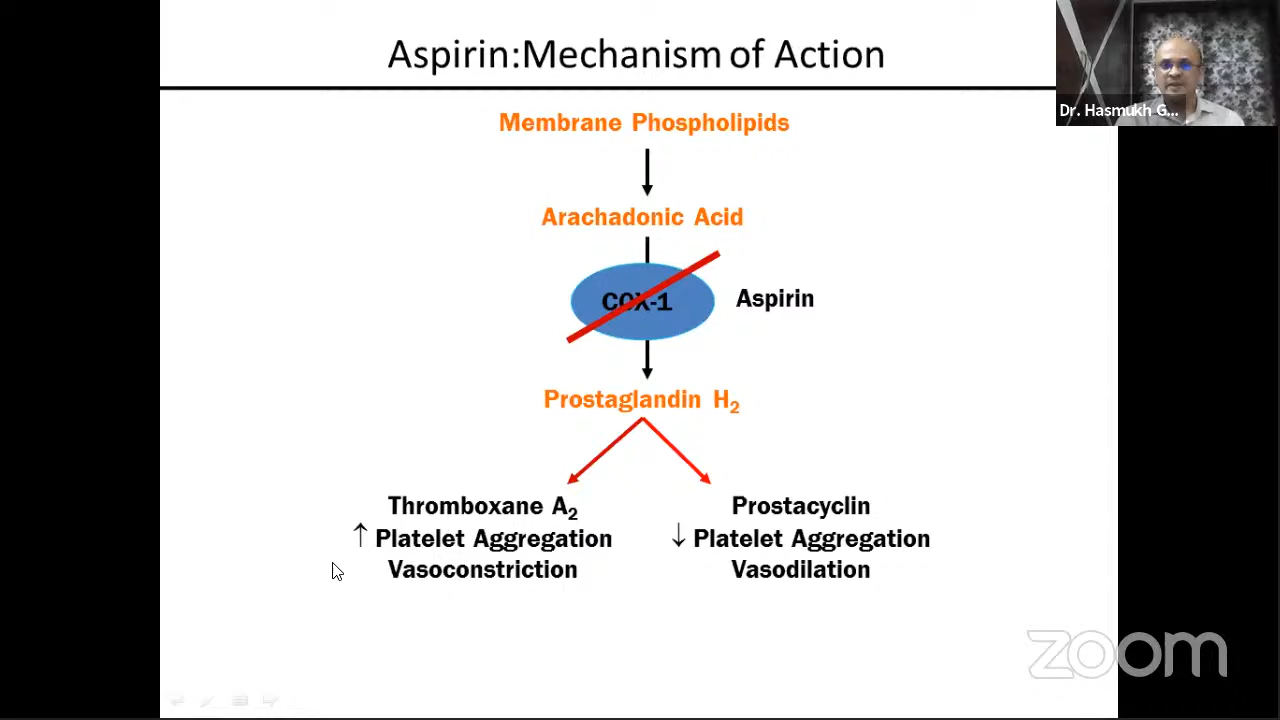 Aspirin:Mechanism of Action
Dr. Hasmukh G...
Membrane Phospholipids
Arachadonic Acid
COX-1
Aspirin
Prostaglandin H₂
Thromboxane A₂
↑ Platelet Aggregation
Vasoconstriction
Prostacyclin
↓ Platelet Aggregation
Vasodilation
zoom